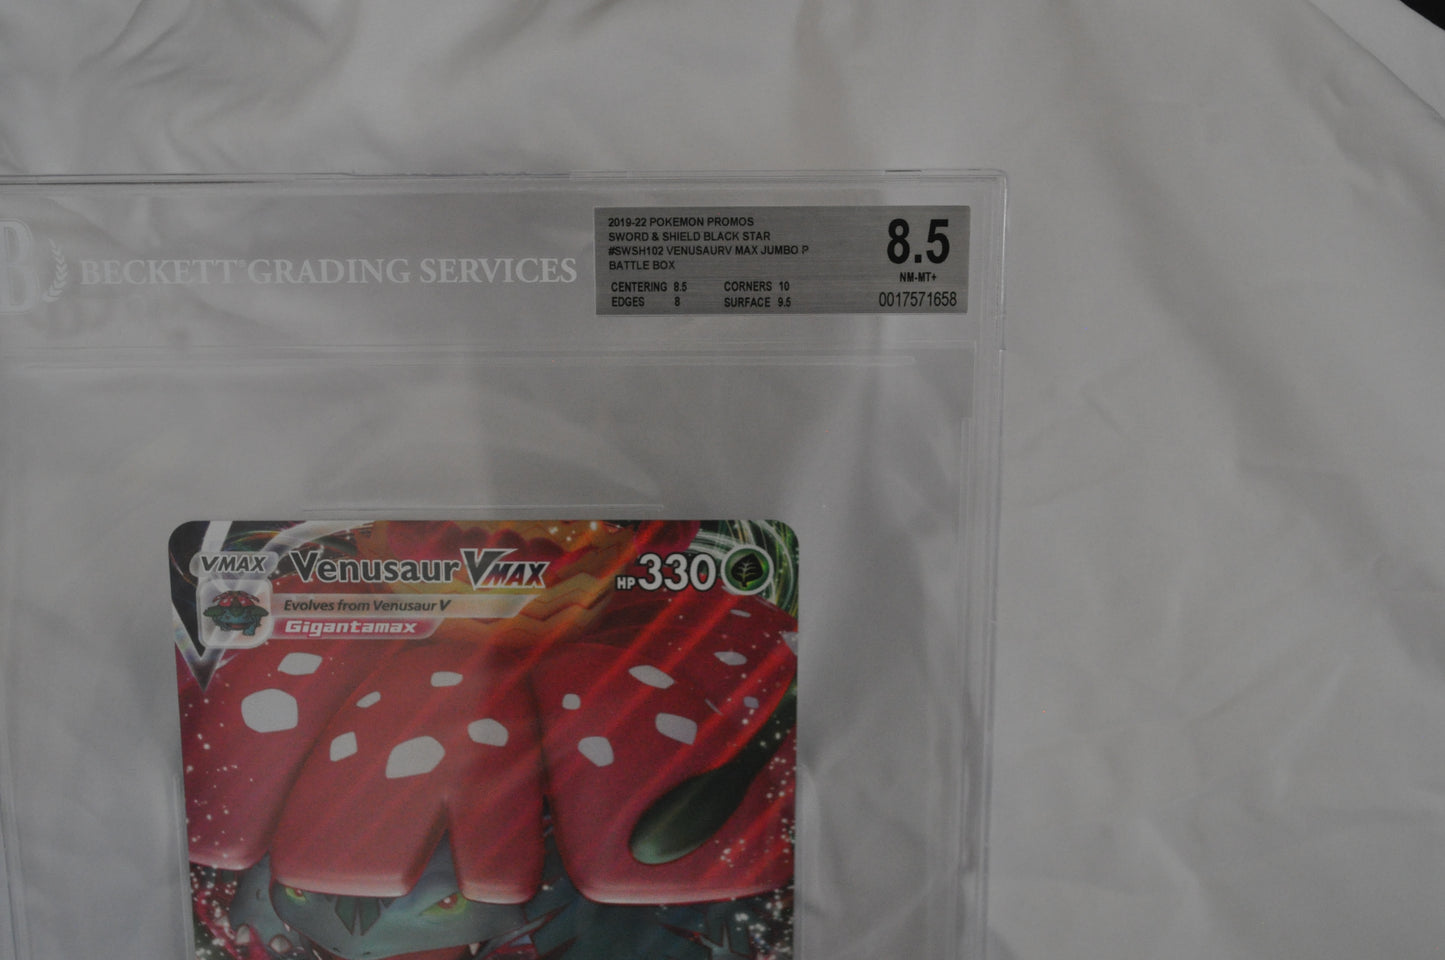 B BECKETT® GRADING SERVICES
2019-22 POKEMON PROMOS
SWORD & SHIELD BLACK STAR
#SWSH102 VENUSAURV MAX JUMBO P
BATTLE BOX
CENTERING 8.5 CORNERS 10
EDGES 8 SURFACE 9.5
8.5
NM-MT+
0017571658
VMAX Venusaur VMAX HP 330
Evolves from Venusaur V
Gigantamax